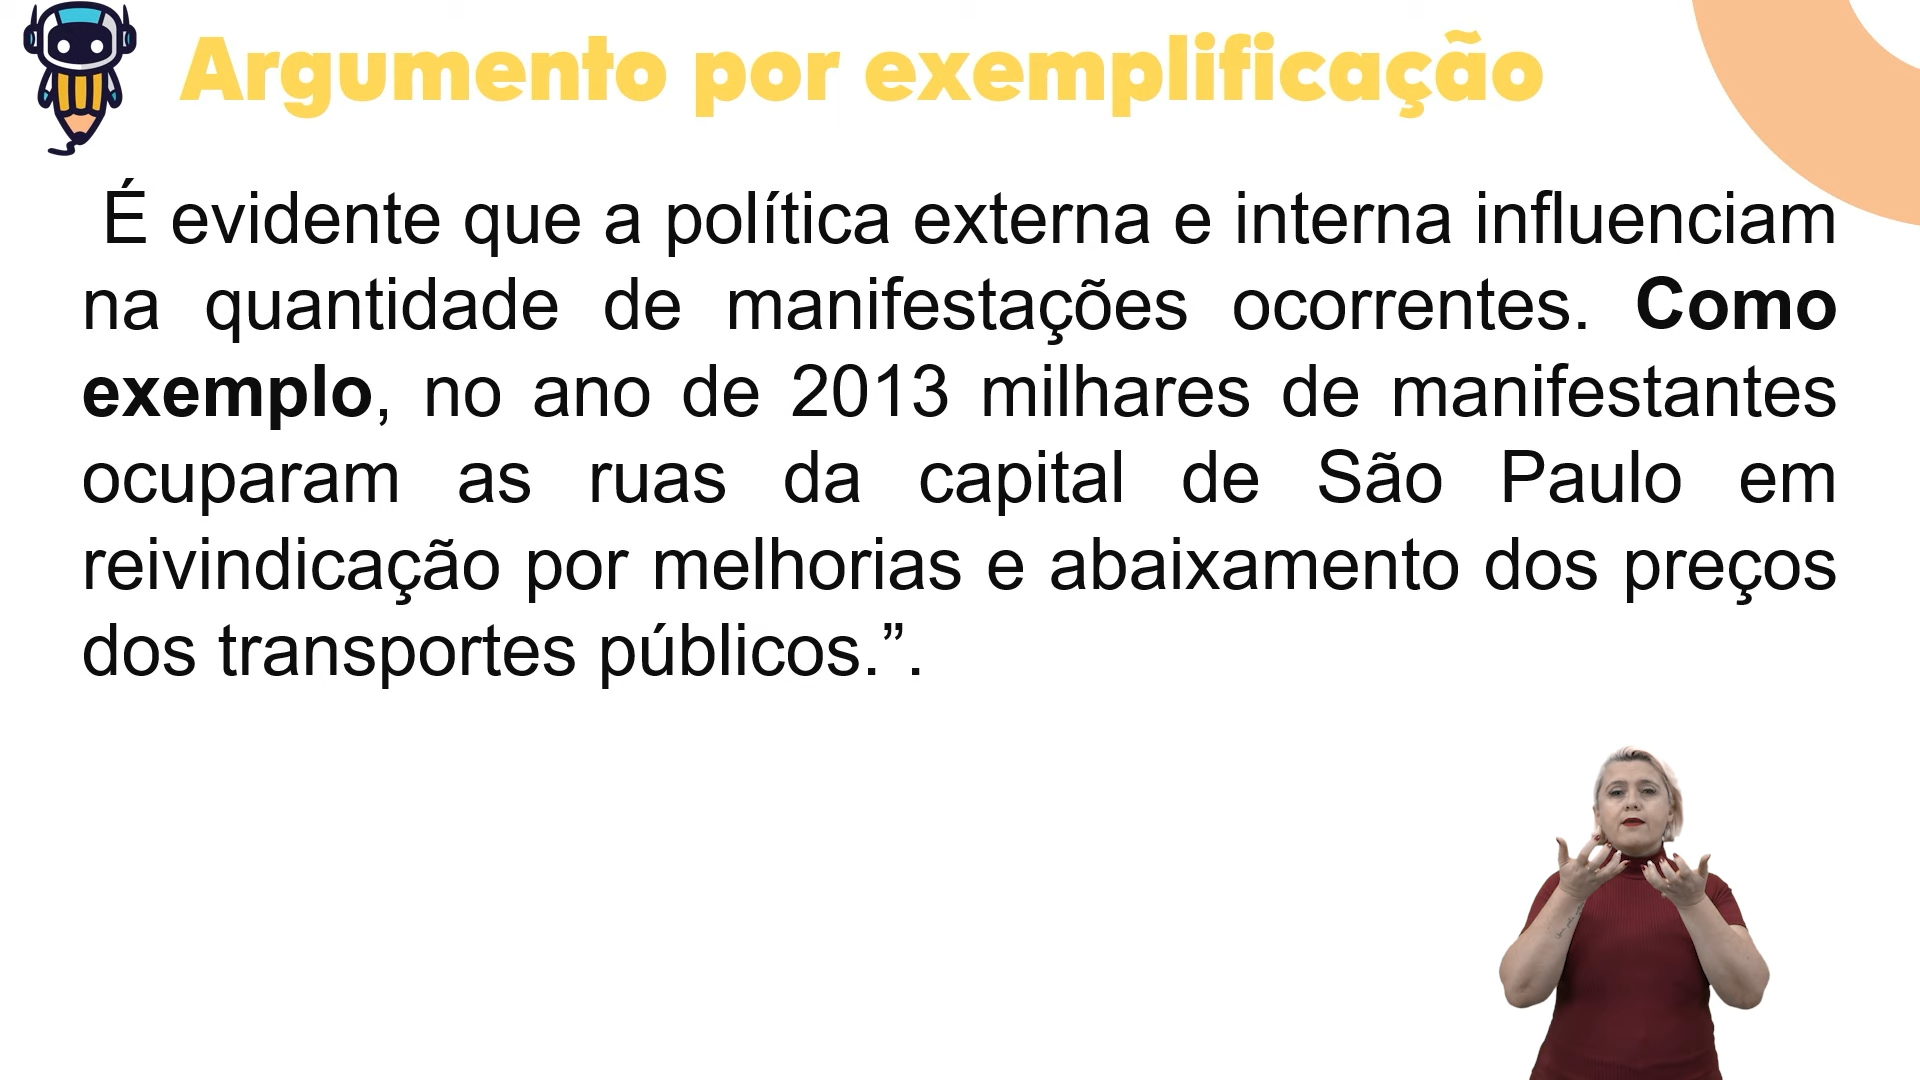 Argumento por exemplificação
É evidente que a política externa e interna influenciam
na quantidade de manifestações ocorrentes. Como
exemplo, no ano de 2013 milhares de manifestantes
ocuparam as ruas da capital de São Paulo em
reivindicação por melhorias e abaixamento dos preços
dos transportes públicos.”.